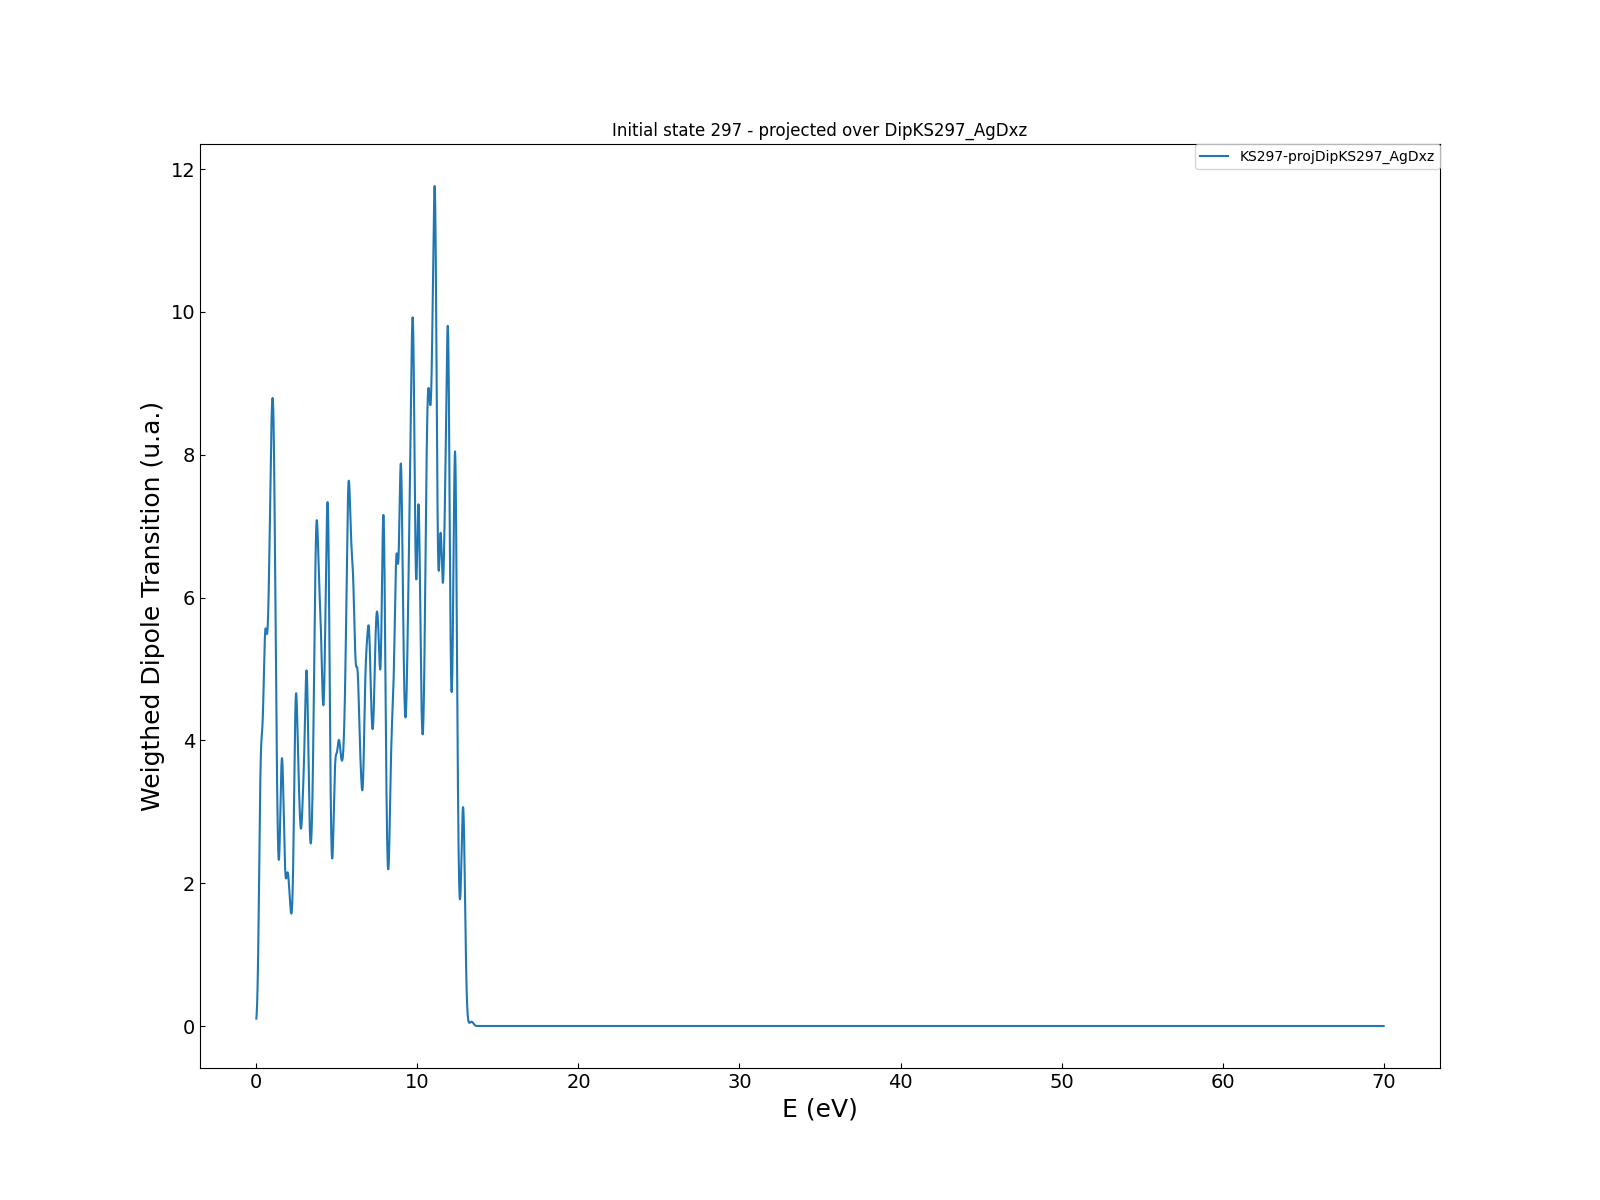 Initial state 297 - projected over DipKS297_AgDxz
KS297-projDipKS297_AgDxz
Weigthed Dipole Transition (u.a.)
12
10
8
6
4
2
0
0 10 20 30 40 50 60 70
E (eV)